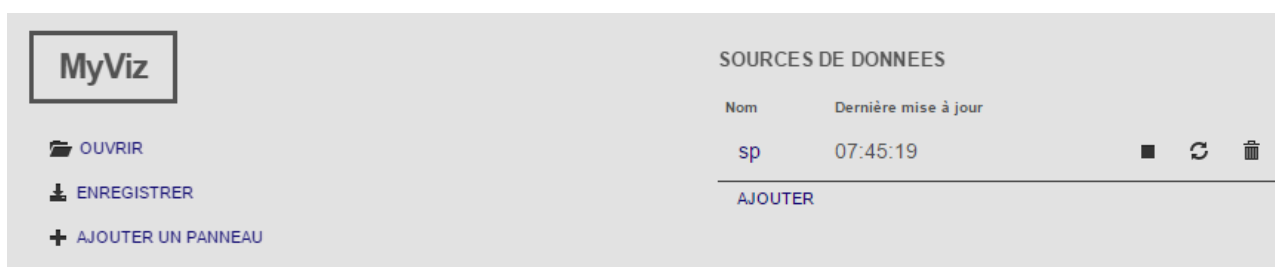 MyViz
OUVRIR
ENREGISTRER
AJOUTER UN PANNEAU
SOURCES DE DONNEES
Nom Dernière mise à jour
sp 07:45:19
AJOUTER